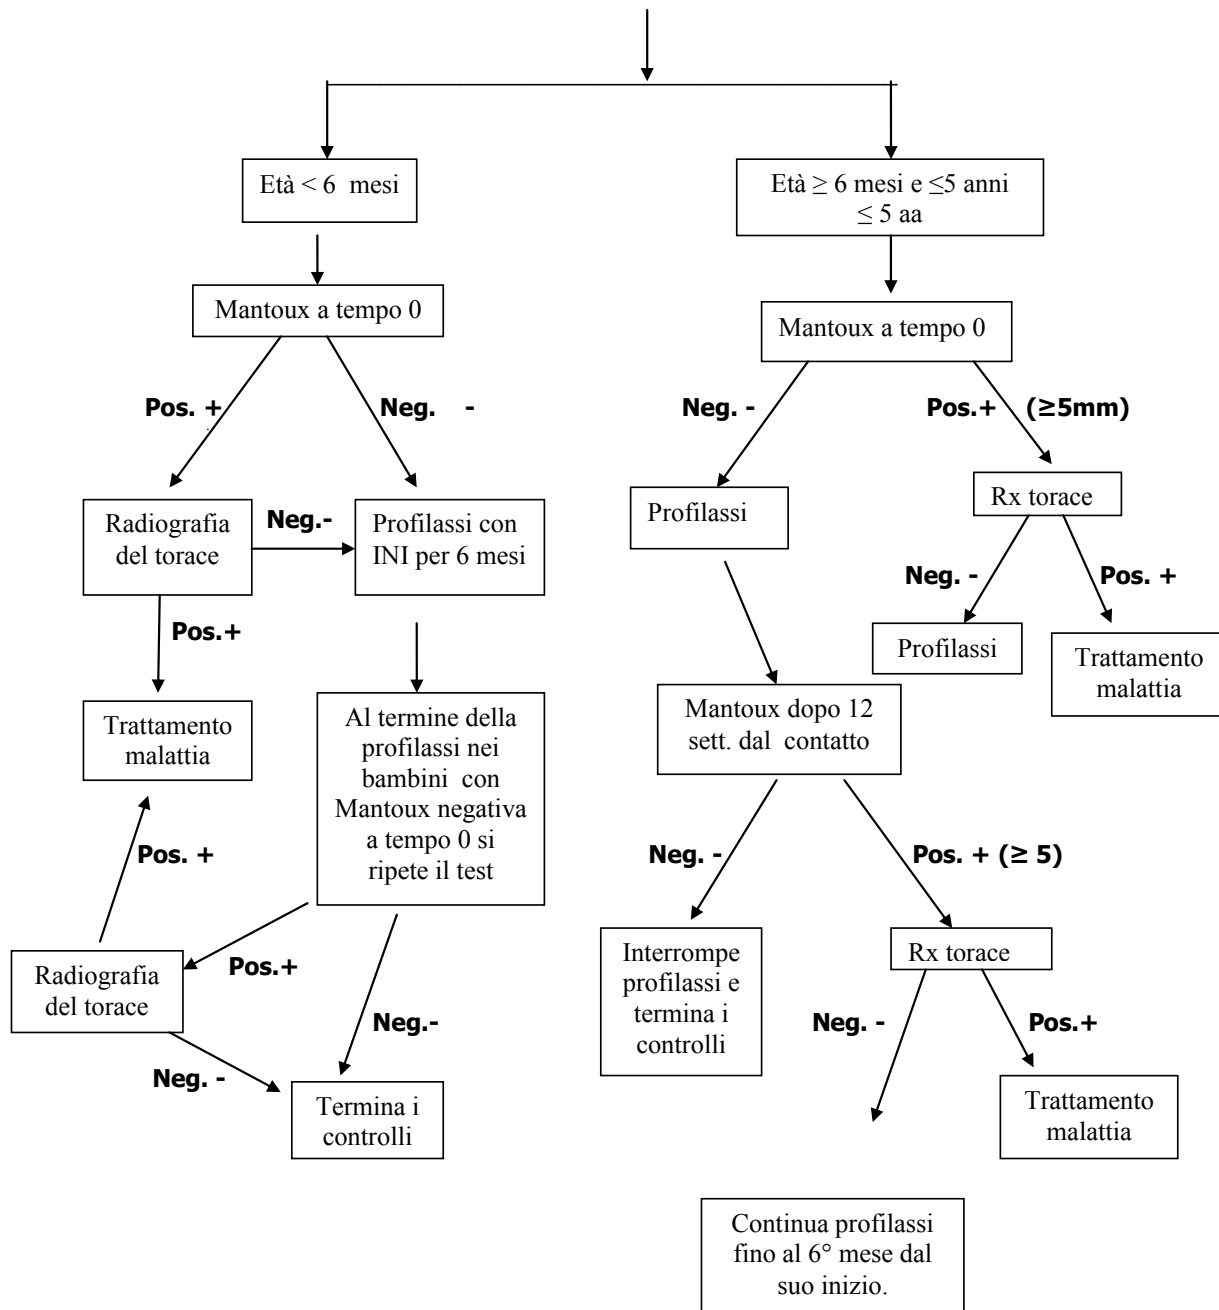 Età < 6 mesi
Mantoux a tempo 0
Pos. +
Neg. -
Radiografia
del torace
Neg.-
Profilassi con
INI per 6 mesi
Pos.+
Trattamento
malattia
Al termine della
profilassi nei
bambini con
Mantoux negativa
a tempo 0 si
ripete il test
Pos. +
Radiografia
del torace
Pos.+
Neg.-
Neg. -
Termina i
controlli
Età ≥ 6 mesi e ≤5 anni
≤ 5 aa
Mantoux a tempo 0
Neg. -
Pos.+ (≥5mm)
Profilassi
Rx torace
Neg. -
Pos. +
Profilassi
Trattamento
malattia
Mantoux dopo 12
sett. dal contatto
Neg. -
Pos. + (≥ 5)
Interrompe
profilassi e
termina i
controlli
Rx torace
Neg. -
Pos.+
Trattamento
malattia
Continua profilassi
fino al 6° mese dal
suo inizio.